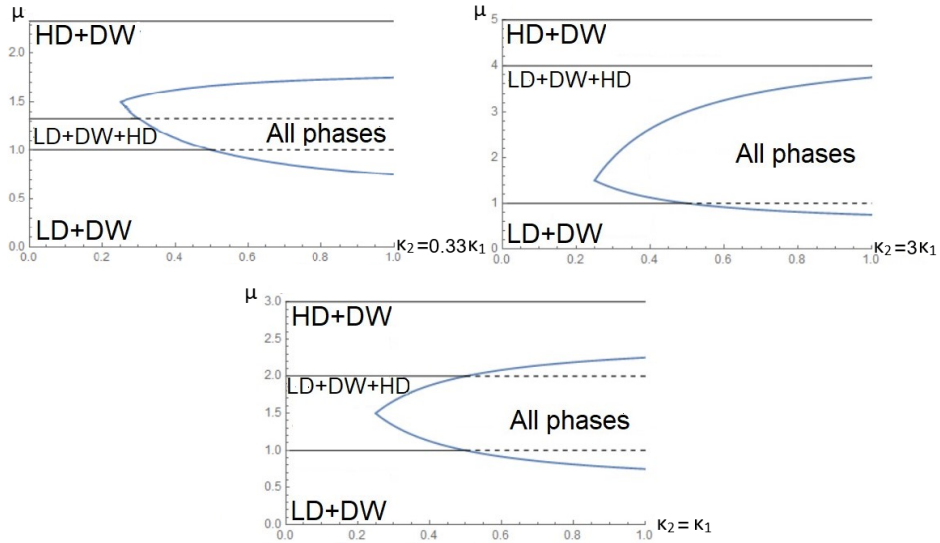 μ
HD+DW
2.0
1.5
LD+DW+HD
All phases
1.0
0.5
LD+DW
0.0
0.0 0.2 0.4 0.6 0.8 1.0 κ₂=0.33κ₁
μ
5
HD+DW
4
LD+DW+HD
3
All phases
2
1
LD+DW
0
0.0 0.2 0.4 0.6 0.8 1.0 κ₂=3κ₁
μ
3.0
HD+DW
2.5
2.0
LD+DW+HD
1.5
All phases
1.0
0.5
LD+DW
0.0
0.0 0.2 0.4 0.6 0.8 1.0 κ₂= κ₁